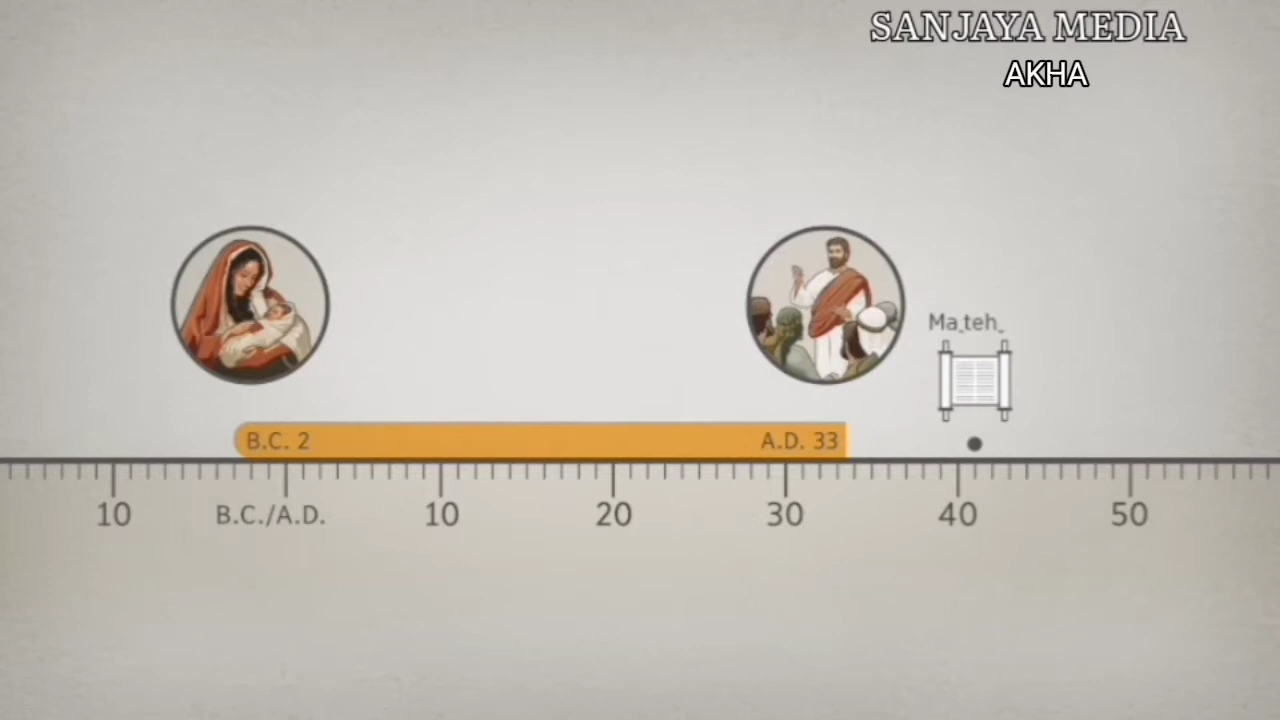 SANJAYA MEDIA
AKHA
Ma˯teh˯
B.C. 2
A.D. 33
10 B.C./A.D. 10 20 30 40 50